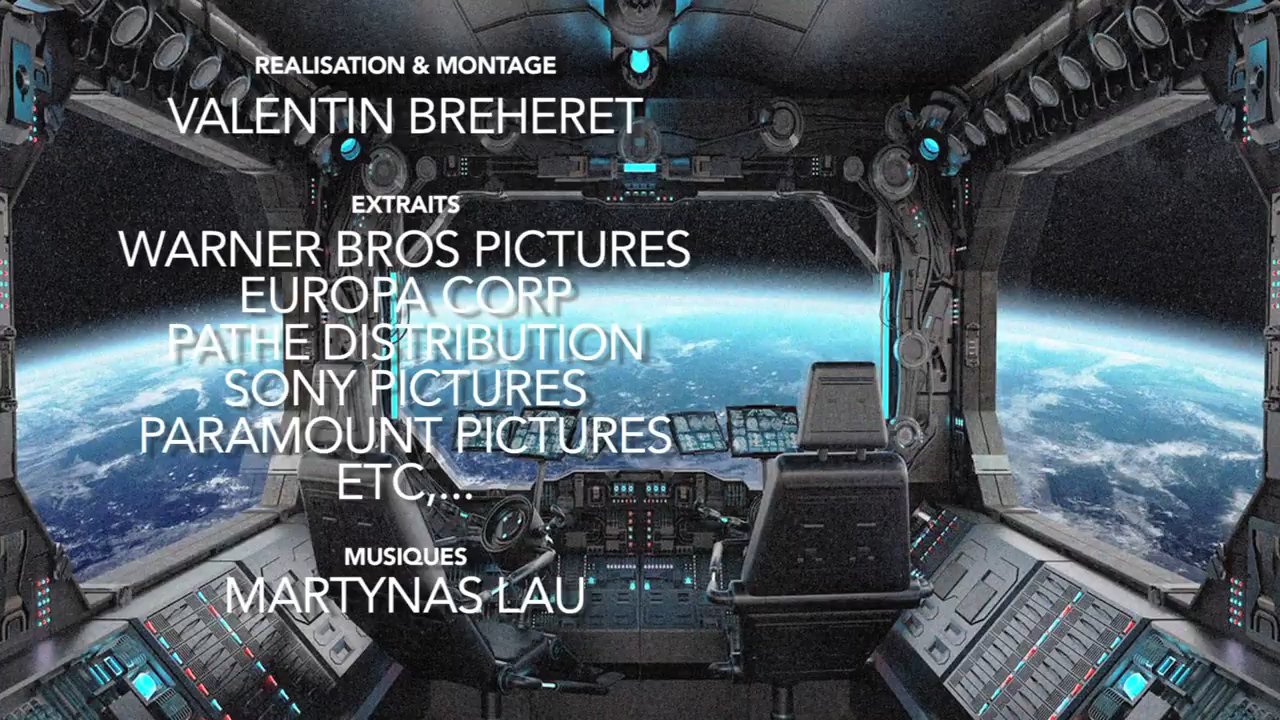 REALISATION & MONTAGE
VALENTIN BREHERET
EXTRAITS
WARNER BROS PICTURES
EUROPA CORP
PATHE DISTRIBUTION
SONY PICTURES
PARAMOUNT PICTURES
ETC,...
MUSIQUES
MARTYNAS LAU